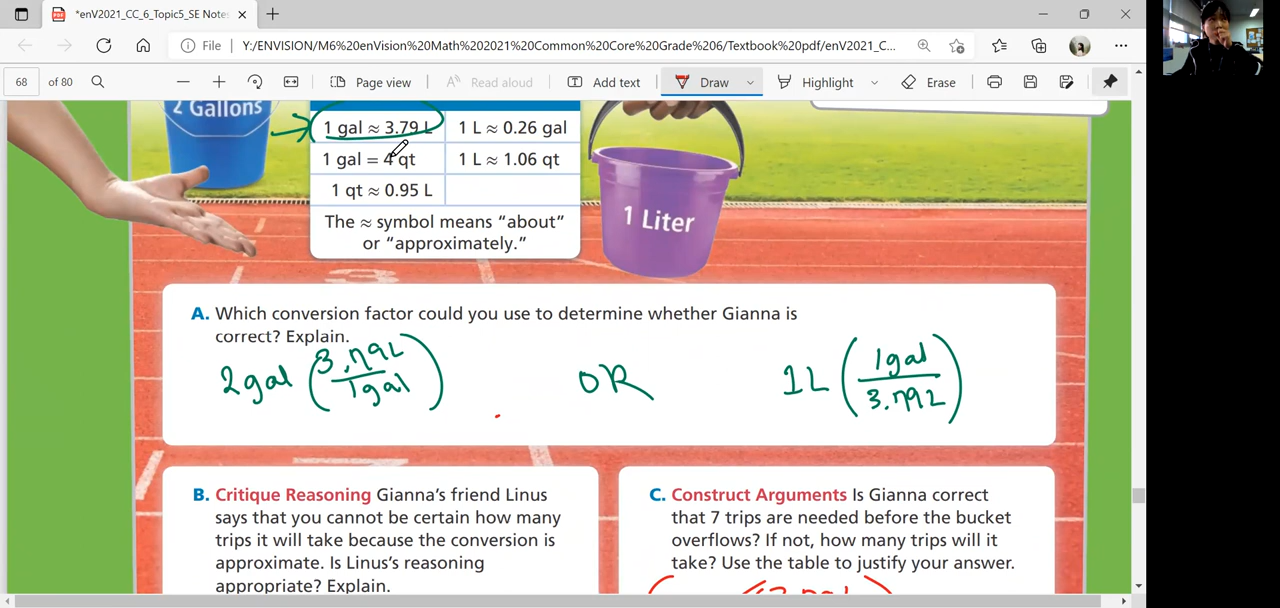 *enV2021_CC_6_Topic5_SE Note
File
Y:/ENVISION/M6%20enVision%20Math%202021%20Common%20Core%20Grade%206/Textbook%20pdf/enV2021_C...
68 of 80
Page view
Read aloud
Add text
Draw
Highlight
Erase
2 Gallons
1 gal ≈ 3.79 L
1 L ≈ 0.26 gal
1 gal = 4 qt
1 L ≈ 1.06 qt
1 qt ≈ 0.95 L
The ≈ symbol means “about”
or “approximately.”
1 Liter
A. Which conversion factor could you use to determine whether Gianna is
correct? Explain.
2gal (3.79L / 1gal) OR 1L (1gal / 3.79L)
B. Critique Reasoning Gianna’s friend Linus
says that you cannot be certain how many
trips it will take because the conversion is
approximate. Is Linus’s reasoning
appropriate? Explain.
C. Construct Arguments Is Gianna correct
that 7 trips are needed before the bucket
overflows? If not, how many trips will it
take? Use the table to justify your answer.